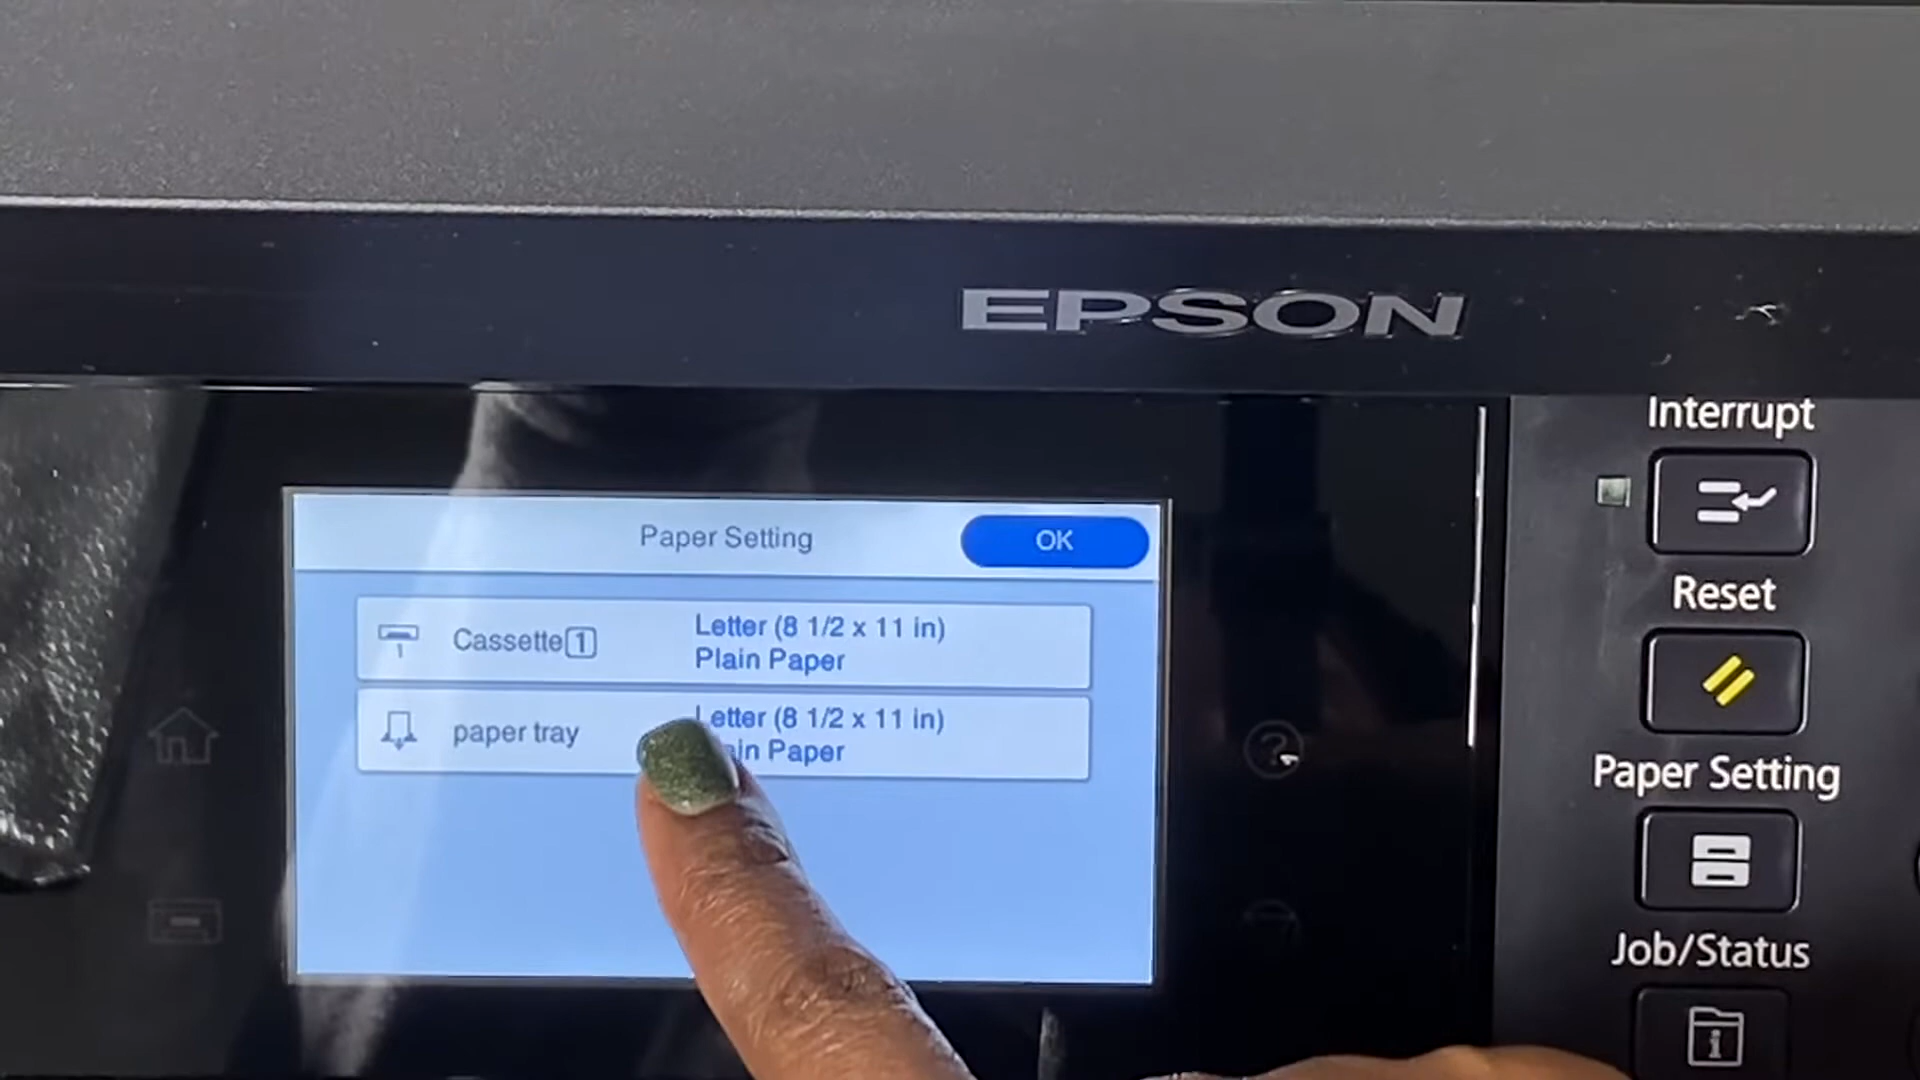 EPSON
Interrupt
Reset
Paper Setting
Job/Status
Paper Setting
OK
Cassette 1
Letter (8 1/2 x 11 in)
Plain Paper
paper tray
Letter (8 1/2 x 11 in)
Paper